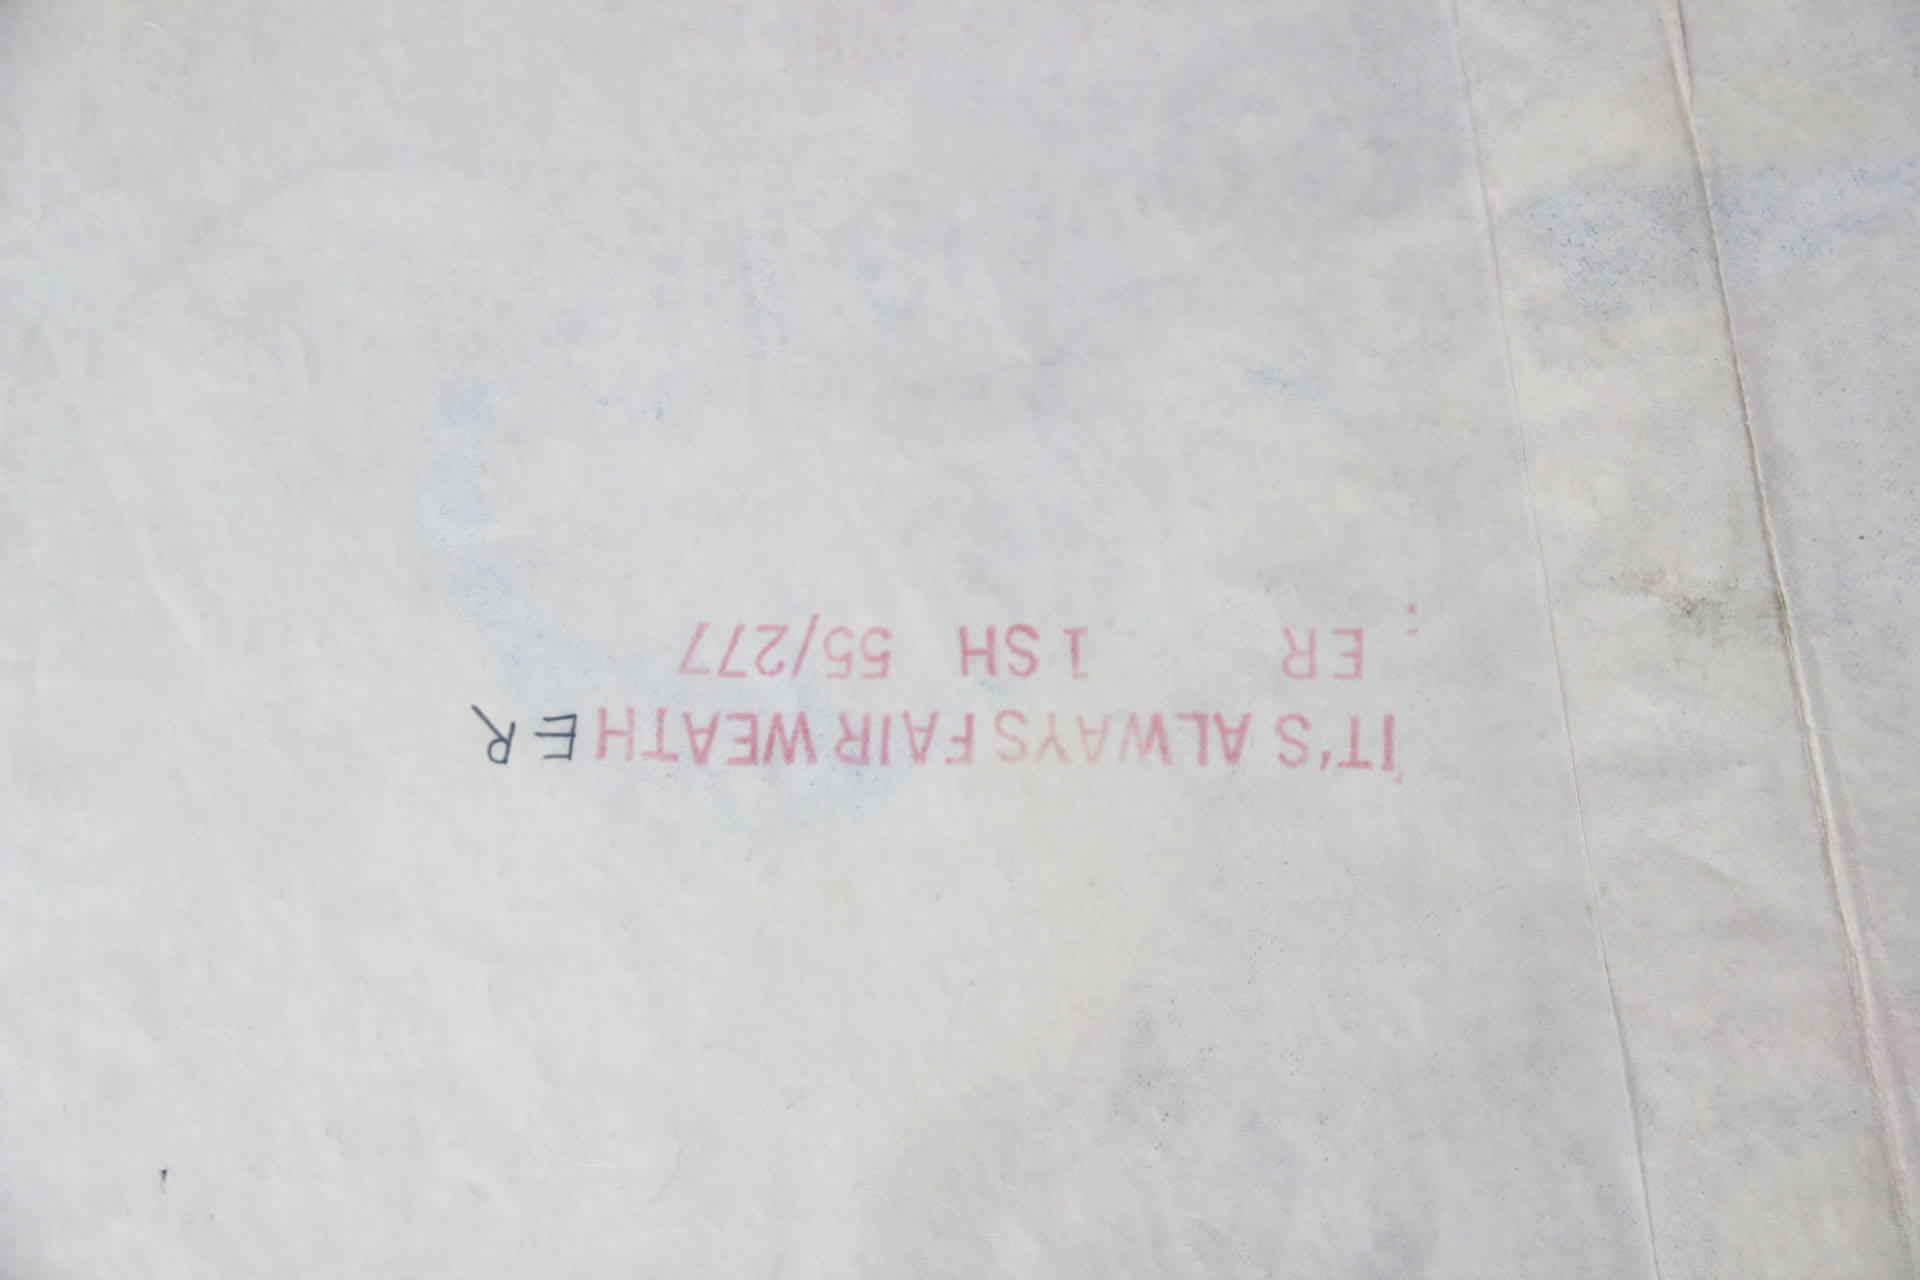 IT'S ALWAYS FAIR WEATHER
ER 1 SH 55/277